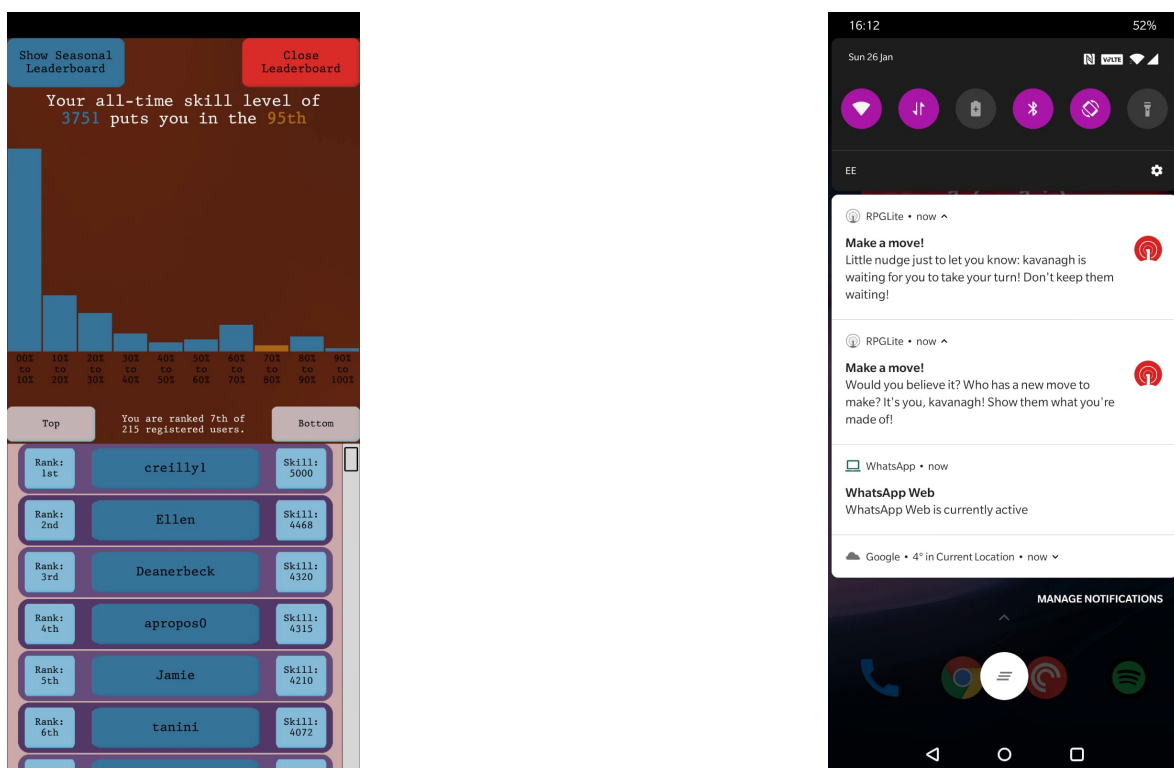 Show Seasonal
Leaderboard
Close
Leaderboard
Your all-time skill level of
3751 puts you in the 95th
00% 10% 20% 30% 40% 50% 60% 70% 80% 90%
to to to to to to to to to to
10% 20% 30% 40% 50% 60% 70% 80% 90% 100%
Top
You are ranked 7th of
215 registered users.
Bottom
Rank:
1st
creilly1
Skill:
5000
Rank:
2nd
Ellen
Skill:
4468
Rank:
3rd
Deanerbeck
Skill:
4320
Rank:
4th
apropos0
Skill:
4315
Rank:
5th
Jamie
Skill:
4210
Rank:
6th
tanini
Skill:
4072
16:12 52%
Sun 26 Jan
VoLTE
EE
RPGLite • now
Make a move!
Little nudge just to let you know: kavanagh is
waiting for you to take your turn! Don't keep them
waiting!
RPGLite • now
Make a move!
Would you believe it? Who has a new move to
make? It's you, kavanagh! Show them what you're
made of!
WhatsApp • now
WhatsApp Web
WhatsApp Web is currently active
Google • 4° in Current Location • now
MANAGE NOTIFICATIONS